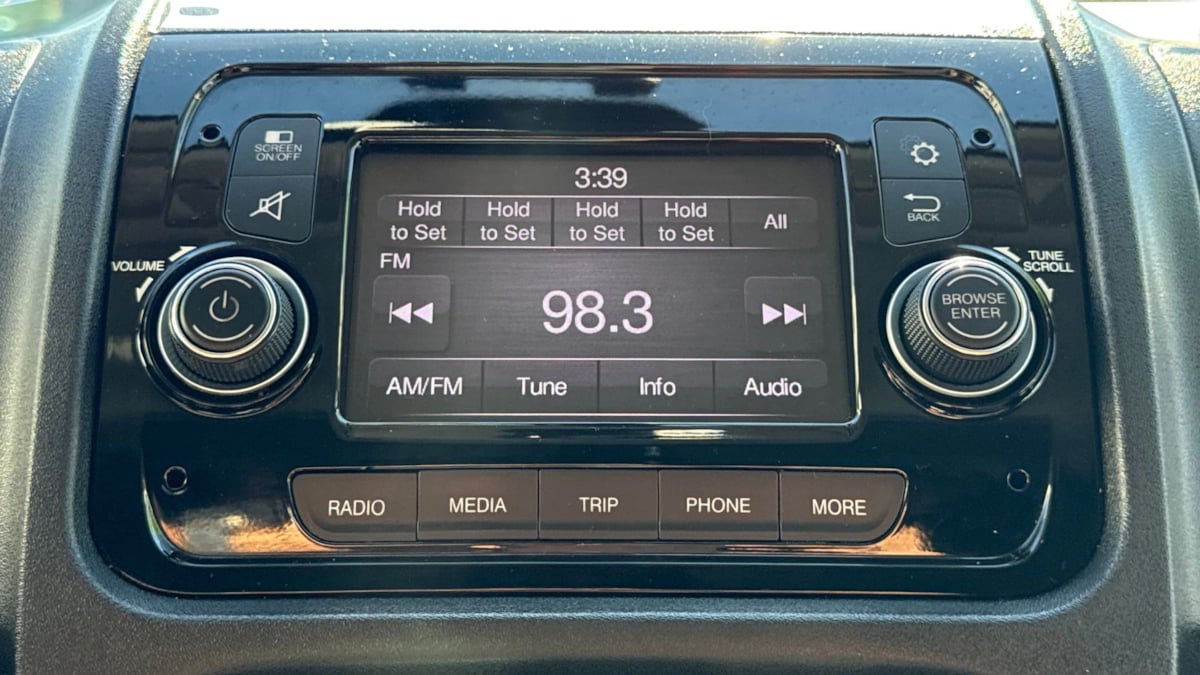 SCREEN
ON/OFF
3:39
Hold Hold Hold Hold
to Set to Set to Set to Set All
BACK
VOLUME
FM
TUNE
SCROLL
98.3
BROWSE
ENTER
AM/FM Tune Info Audio
RADIO MEDIA TRIP PHONE MORE